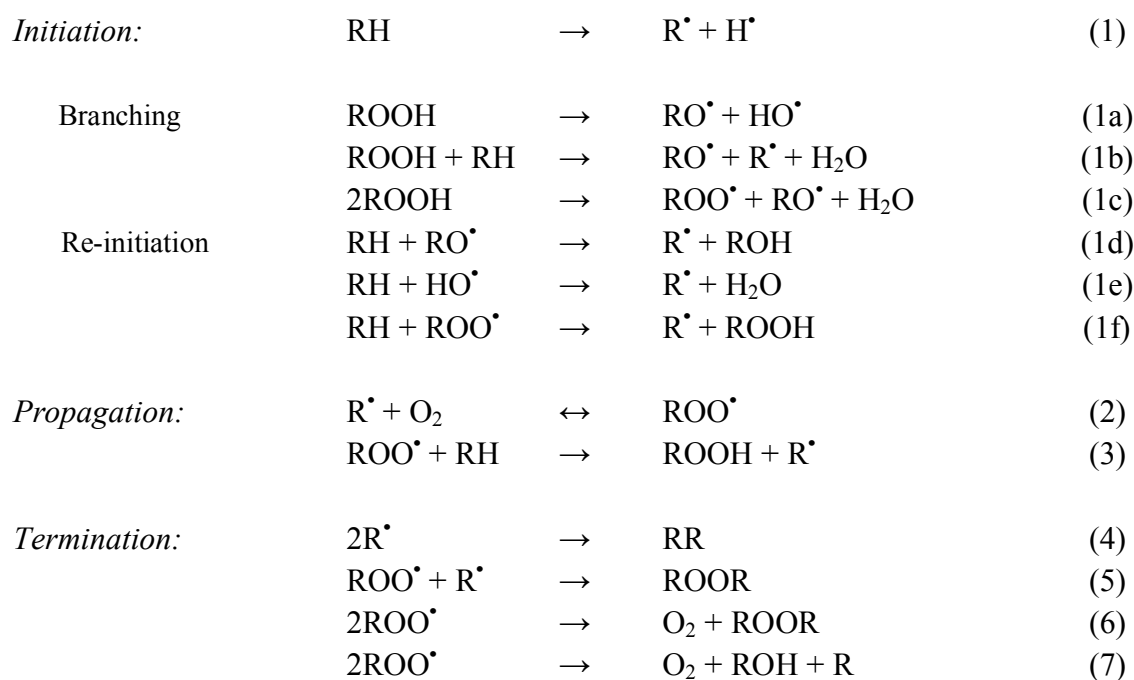 Initiation: RH → R• + H• (1)
Branching ROOH → RO• + HO• (1a)
ROOH + RH → RO• + R• + H₂O (1b)
2ROOH → ROO• + RO• + H₂O (1c)
Re-initiation RH + RO• → R• + ROH (1d)
RH + HO• → R• + H₂O (1e)
RH + ROO• → R• + ROOH (1f)
Propagation: R• + O₂ ↔ ROO• (2)
ROO• + RH → ROOH + R• (3)
Termination: 2R• → RR (4)
ROO• + R• → ROOR (5)
2ROO• → O₂ + ROOR (6)
2ROO• → O₂ + ROH + R (7)